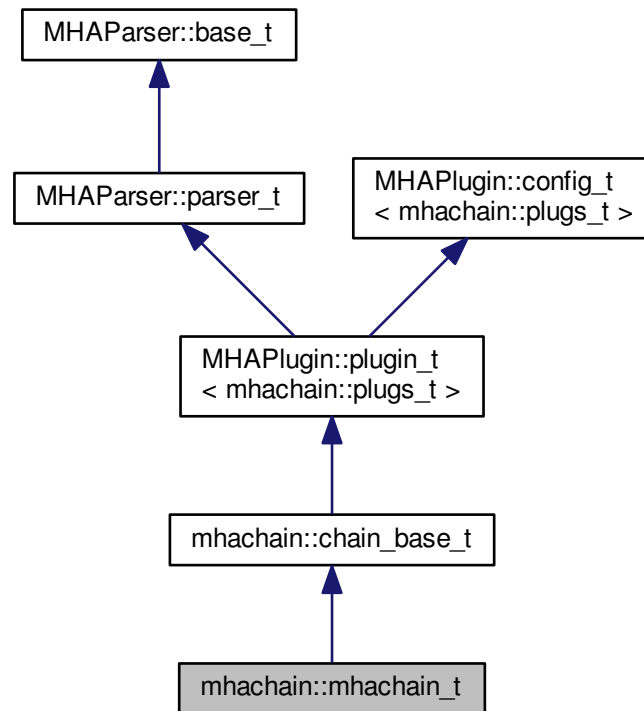 MHAParser::base_t
MHAParser::parser_t
MHAPlugin::config_t
< mhachain::plugs_t >
MHAPlugin::plugin_t
< mhachain::plugs_t >
mhachain::chain_base_t
mhachain::mhachain_t